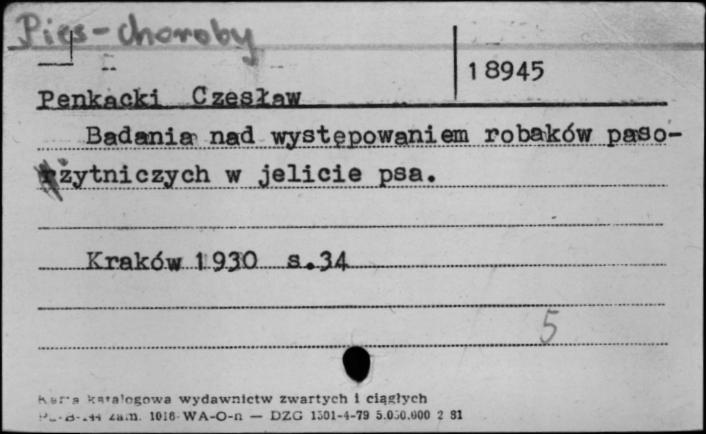 Pies-choroby
18945
Penkacki Czesław
Badania nad występowaniem robaków paso-
żytniczych w jelicie psa.
Kraków 1930 s.34
5
Karta katalogowa wydawnictw zwartych i ciągłych
zam. 1016 WA-O-n — DZG 1301-4-79 5.050.000 2 81